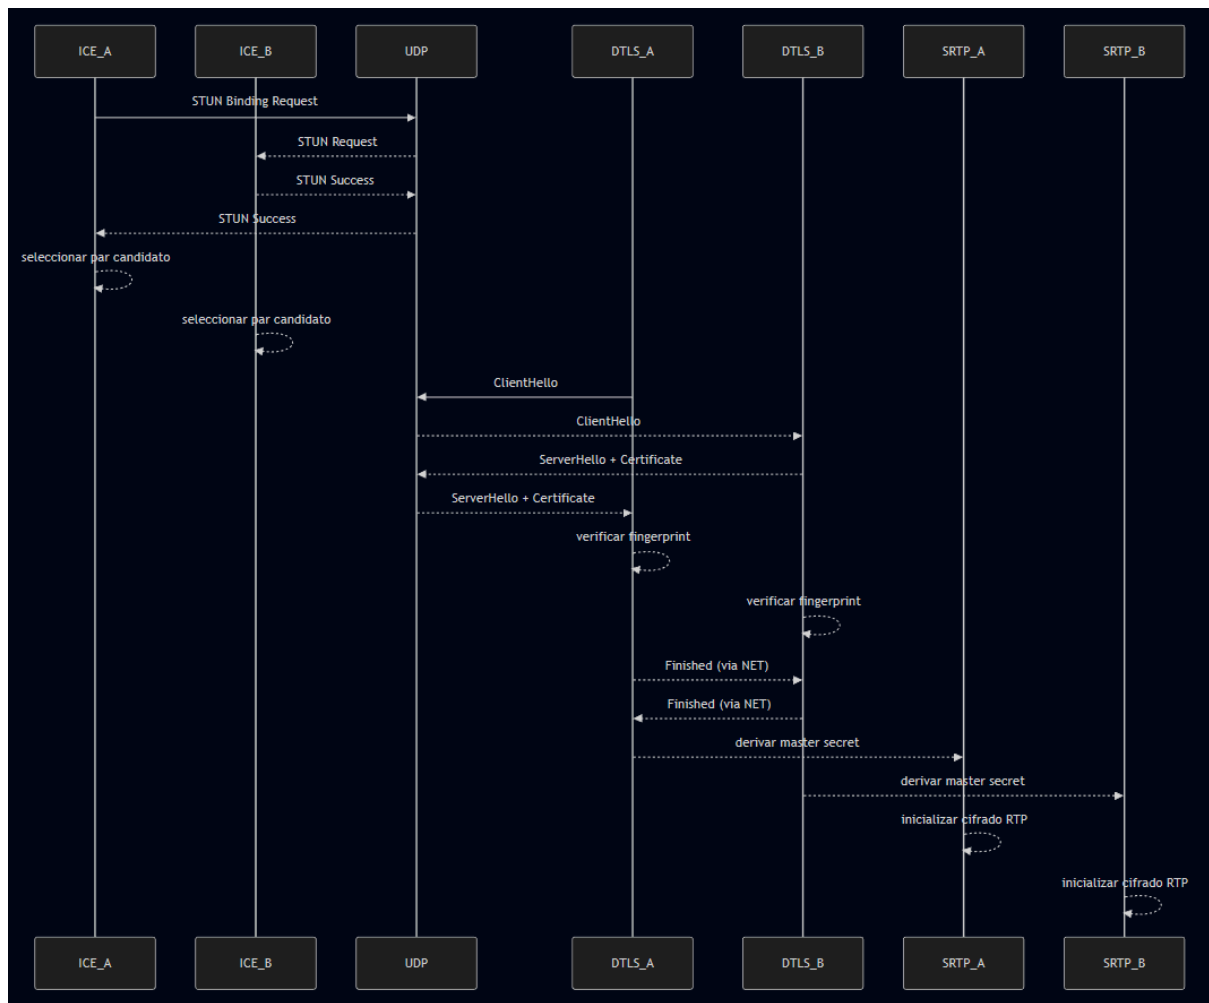 ICE_A
ICE_B
UDP
DTLS_A
DTLS_B
SRTP_A
SRTP_B
STUN Binding Request
STUN Request
STUN Success
STUN Success
seleccionar par candidato
seleccionar par candidato
ClientHello
ClientHello
ServerHello + Certificate
ServerHello + Certificate
verificar fingerprint
verificar fingerprint
Finished (via NET)
Finished (via NET)
derivar master secret
derivar master secret
inicializar cifrado RTP
inicializar cifrado RTP
ICE_A
ICE_B
UDP
DTLS_A
DTLS_B
SRTP_A
SRTP_B